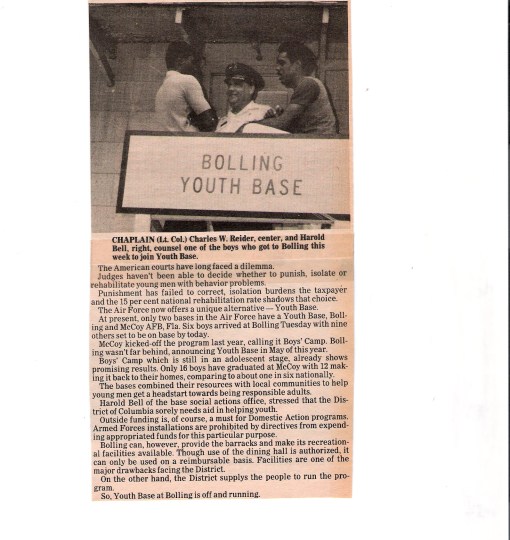 BOLLING
YOUTH BASE
CHAPLAIN (Lt. Col.) Charles W. Reider, center, and Harold
Bell, right, counsel one of the boys who got to Bolling this
week to join Youth Base.
The American courts have long faced a dilemma.
Judges haven't been able to decide whether to punish, isolate or
rehabilitate young men with behavior problems.
Punishment has failed to correct, isolation burdens the taxpayer
and the 15 per cent national rehabilitation rate shadows that choice.
The Air Force now offers a unique alternative — Youth Base.
At present, only two bases in the Air Force have a Youth Base, Boll-
ing and McCoy AFB, Fla. Six boys arrived at Bolling Tuesday with nine
others set to be on base by today.
McCoy kicked-off the program last year, calling it Boys' Camp. Boll-
ing wasn't far behind, announcing Youth Base in May of this year.
Boys' Camp which is still in an adolescent stage, already shows
promising results. Only 16 boys have graduated at McCoy with 12 mak-
ing it back to their homes, comparing to about one in six nationally.
The bases combined their resources with local communities to help
young men get a headstart towards being responsible adults.
Harold Bell of the base social actions office, stressed that the Dis-
trict of Columbia sorely needs aid in helping youth.
Outside funding is, of course, a must for Domestic Action programs.
Armed Forces installations are prohibited by directives from expend-
ing appropriated funds for this particular purpose.
Bolling can, however, provide the barracks and make its recreation-
al facilities available. Though use of the dining hall is authorized, it
can only be used on a reimbursable basis. Facilities are one of the
major drawbacks facing the District.
On the other hand, the District supplies the people to run the pro-
gram.
So, Youth Base at Bolling is off and running.